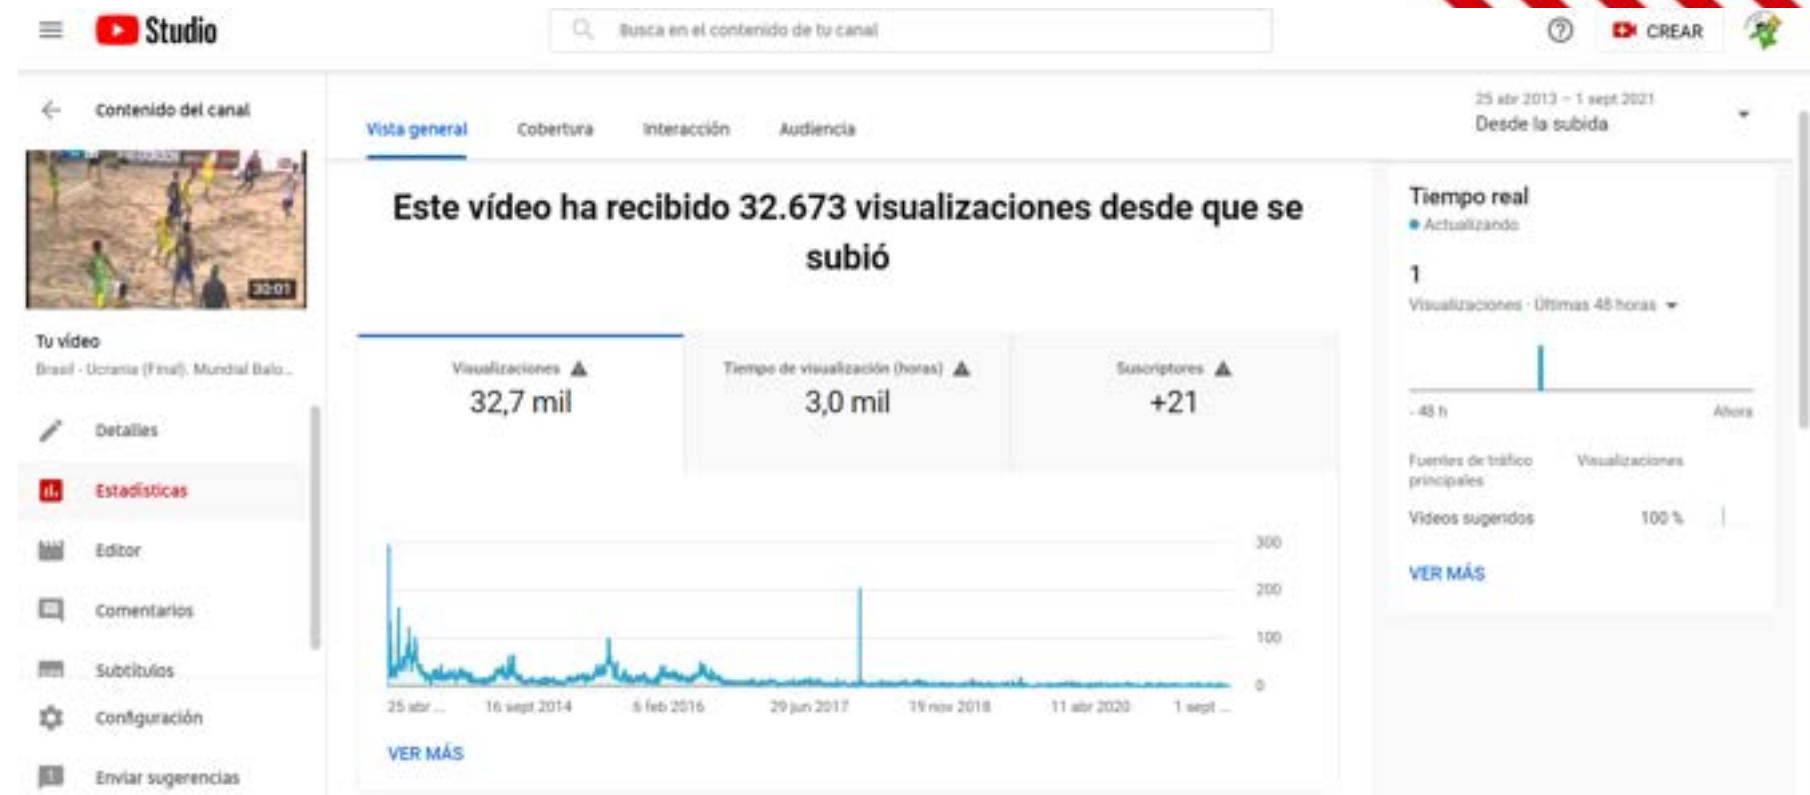 Studio
Busca en el contenido de tu canal
CREAR
Contenido del canal
30:01
Tu vídeo
Brasil - Ucrania (Final). Mundial Balo...
Detalles
Estadísticas
Editor
Comentarios
Subtítulos
Configuración
Enviar sugerencias
Vista general
Cobertura
Interacción
Audiencia
25 abr 2013 – 1 sept 2021
Desde la subida
Este vídeo ha recibido 32.673 visualizaciones desde que se
subió
Visualizaciones
32,7 mil
Tiempo de visualización (horas)
3,0 mil
Suscriptores
+21
300
200
100
0
25 abr ...
16 sept 2014
6 feb 2016
29 jun 2017
19 nov 2018
11 abr 2020
1 sept ...
VER MÁS
Tiempo real
Actualizando
1
Visualizaciones · Últimas 48 horas
- 48 h
Ahora
Fuentes de tráfico
principales
Visualizaciones
Vídeos sugeridos
100 %
VER MÁS